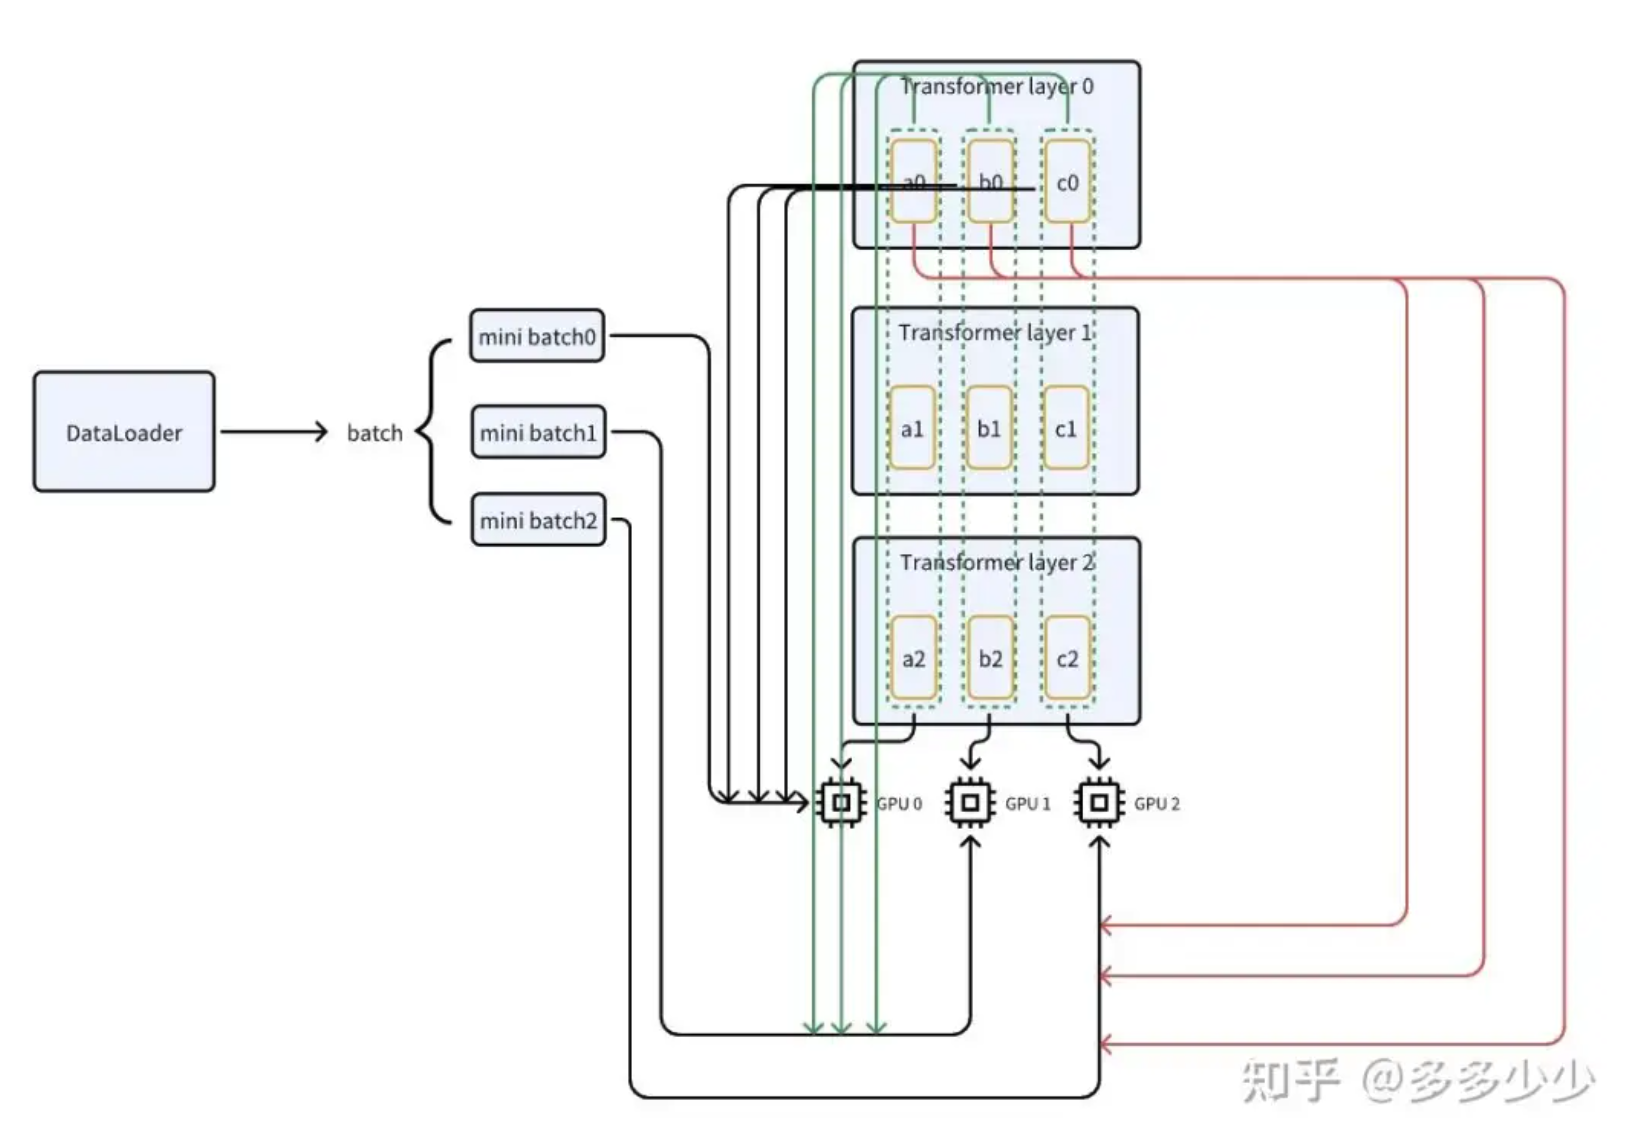 Transformer layer 0
a0
b0
c0
mini batch0
Transformer layer 1
DataLoader
batch
mini batch1
a1
b1
c1
mini batch2
Transformer layer 2
a2
b2
c2
GPU 0
GPU 1
GPU 2
知乎 @多多少少